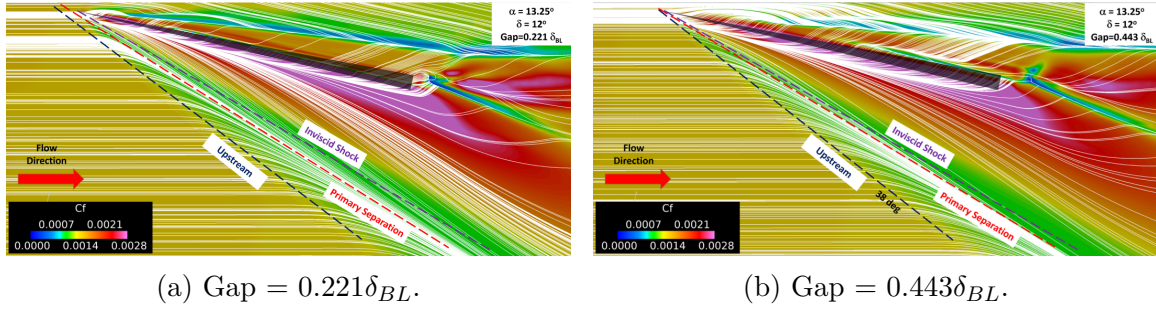 α = 13.25°
δ = 12°
Gap=0.221 δBL
Flow
Direction
Upstream
Inviscid Shock
Primary Separation
Cf
0.0007 0.0021
0.0000 0.0014 0.0028
(a) Gap = 0.221δBL.
α = 13.25°
δ = 12°
Gap=0.443 δBL
Flow
Direction
Upstream
38 deg
Inviscid Shock
Primary Separation
Cf
0.0007 0.0021
0.0000 0.0014 0.0028
(b) Gap = 0.443δBL.